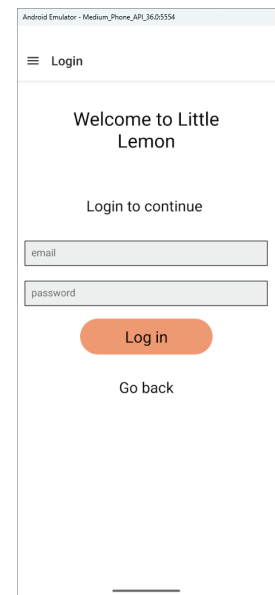 Android Emulator - Medium_Phone_API_36.0:5554
Login
Welcome to Little
Lemon
Login to continue
email
password
Log in
Go back